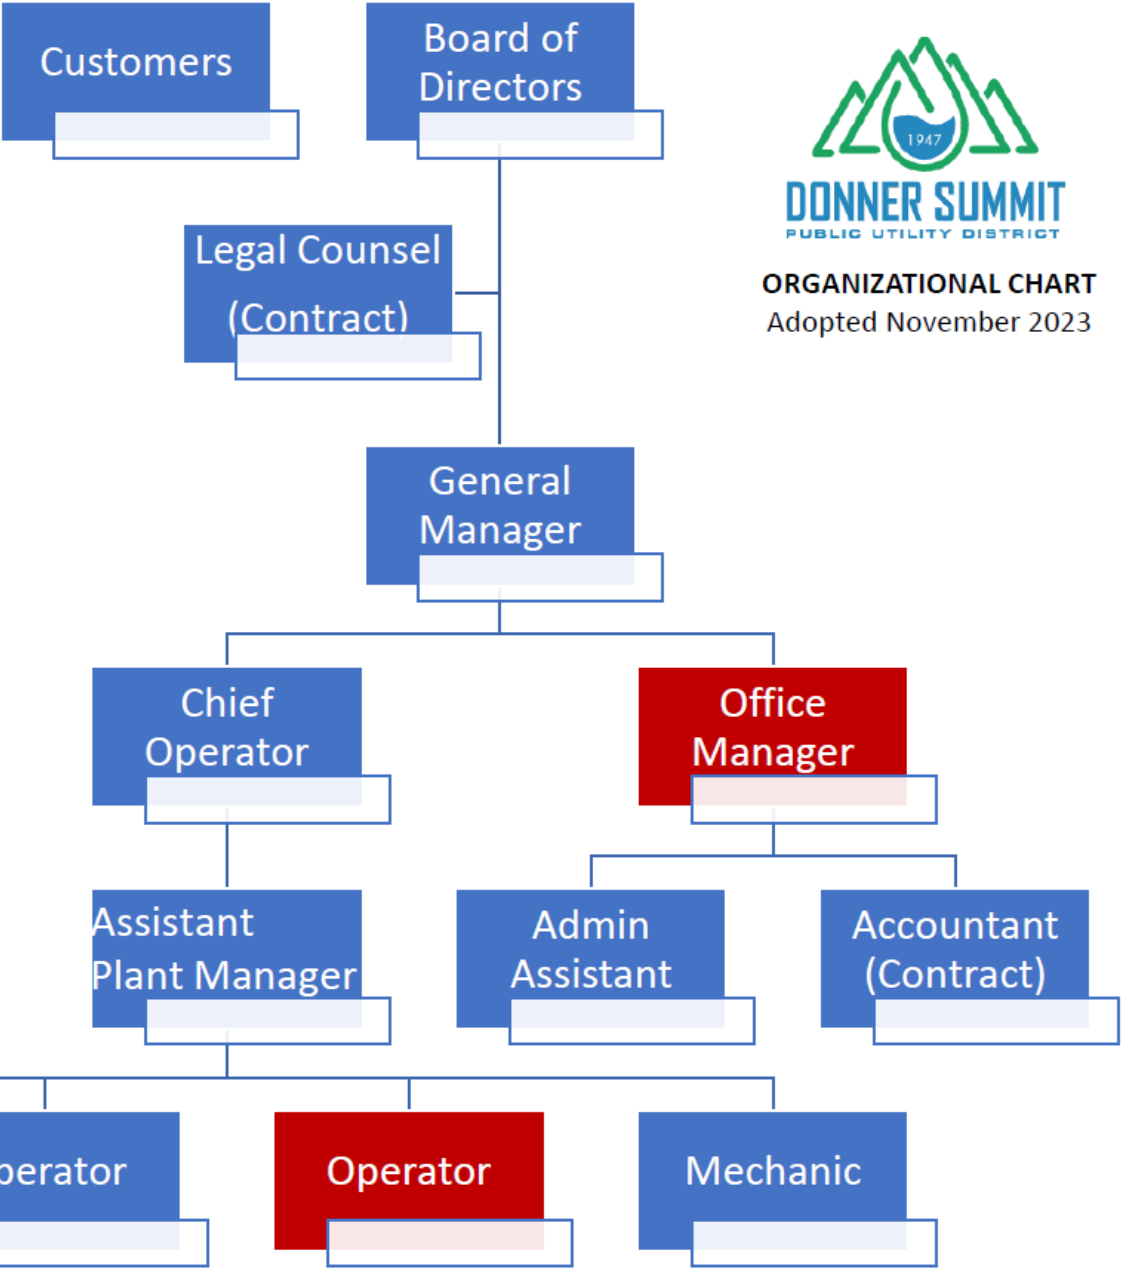 Customers
Board of
Directors
1947
DONNER SUMMIT
PUBLIC UTILITY DISTRICT
ORGANIZATIONAL CHART
Adopted November 2023
Legal Counsel
(Contract)
General
Manager
Chief
Operator
Office
Manager
Assistant
Plant Manager
Admin
Assistant
Accountant
(Contract)
perator
Operator
Mechanic